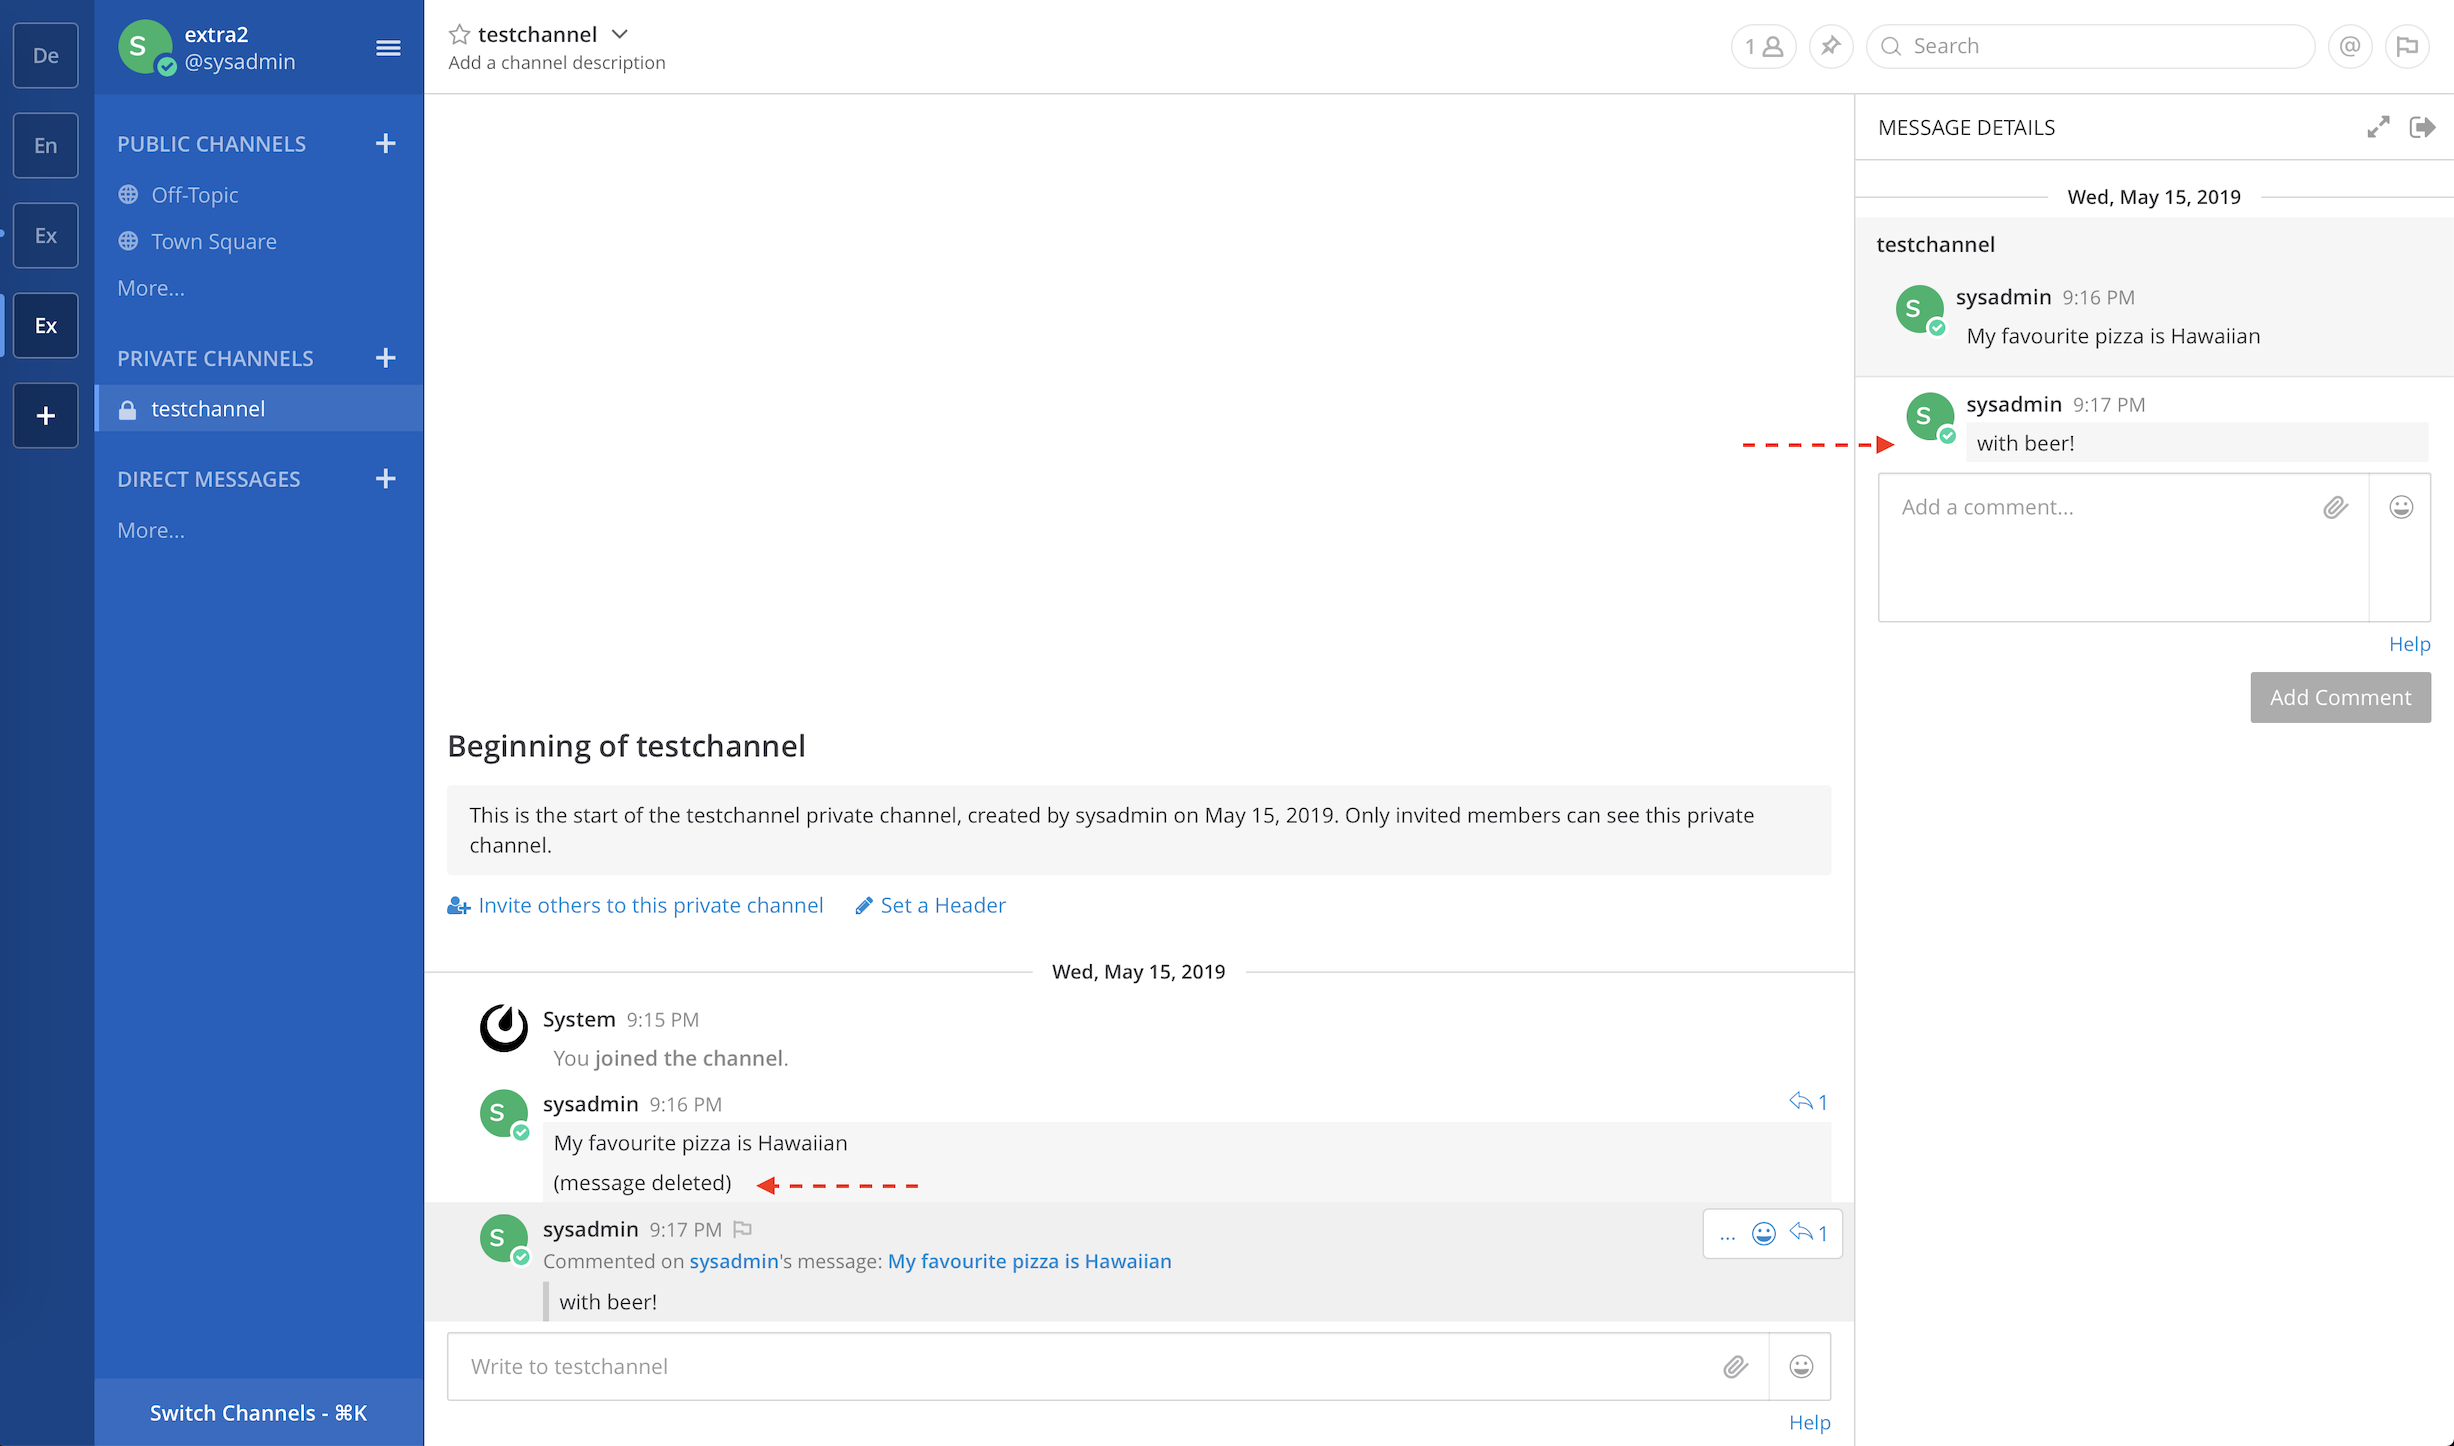 De
En
Ex
Ex
+
S
extra2
@sysadmin
PUBLIC CHANNELS +
Off-Topic
Town Square
More...
PRIVATE CHANNELS +
testchannel
DIRECT MESSAGES +
More...
Switch Channels - ⌘K
testchannel
Add a channel description
1
Search
@
Beginning of testchannel
This is the start of the testchannel private channel, created by sysadmin on May 15, 2019. Only invited members can see this private
channel.
Invite others to this private channel Set a Header
Wed, May 15, 2019
System 9:15 PM
You joined the channel.
S
sysadmin 9:16 PM 1
My favourite pizza is Hawaiian
(message deleted)
S
sysadmin 9:17 PM ... 1
Commented on sysadmin's message: My favourite pizza is Hawaiian
with beer!
Write to testchannel
Help
MESSAGE DETAILS
Wed, May 15, 2019
testchannel
S
sysadmin 9:16 PM
My favourite pizza is Hawaiian
S
sysadmin 9:17 PM
with beer!
Add a comment...
Help
Add Comment